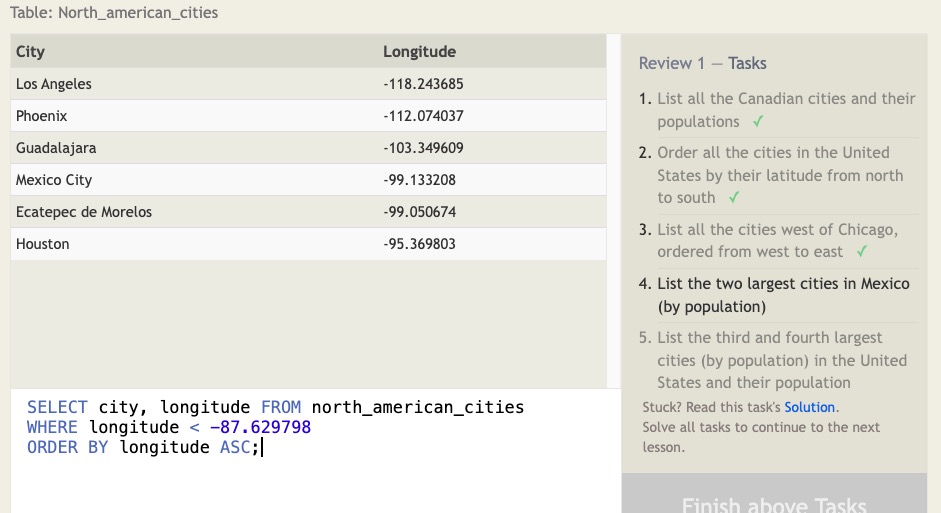 Table: North_american_cities
City Longitude
Los Angeles -118.243685
Phoenix -112.074037
Guadalajara -103.349609
Mexico City -99.133208
Ecatepec de Morelos -99.050674
Houston -95.369803
SELECT city, longitude FROM north_american_cities
WHERE longitude < -87.629798
ORDER BY longitude ASC;
Review 1 — Tasks
1. List all the Canadian cities and their
populations ✓
2. Order all the cities in the United
States by their latitude from north
to south ✓
3. List all the cities west of Chicago,
ordered from west to east ✓
4. List the two largest cities in Mexico
(by population)
5. List the third and fourth largest
cities (by population) in the United
States and their population
Stuck? Read this task's Solution.
Solve all tasks to continue to the next
lesson.
Finish above Tasks